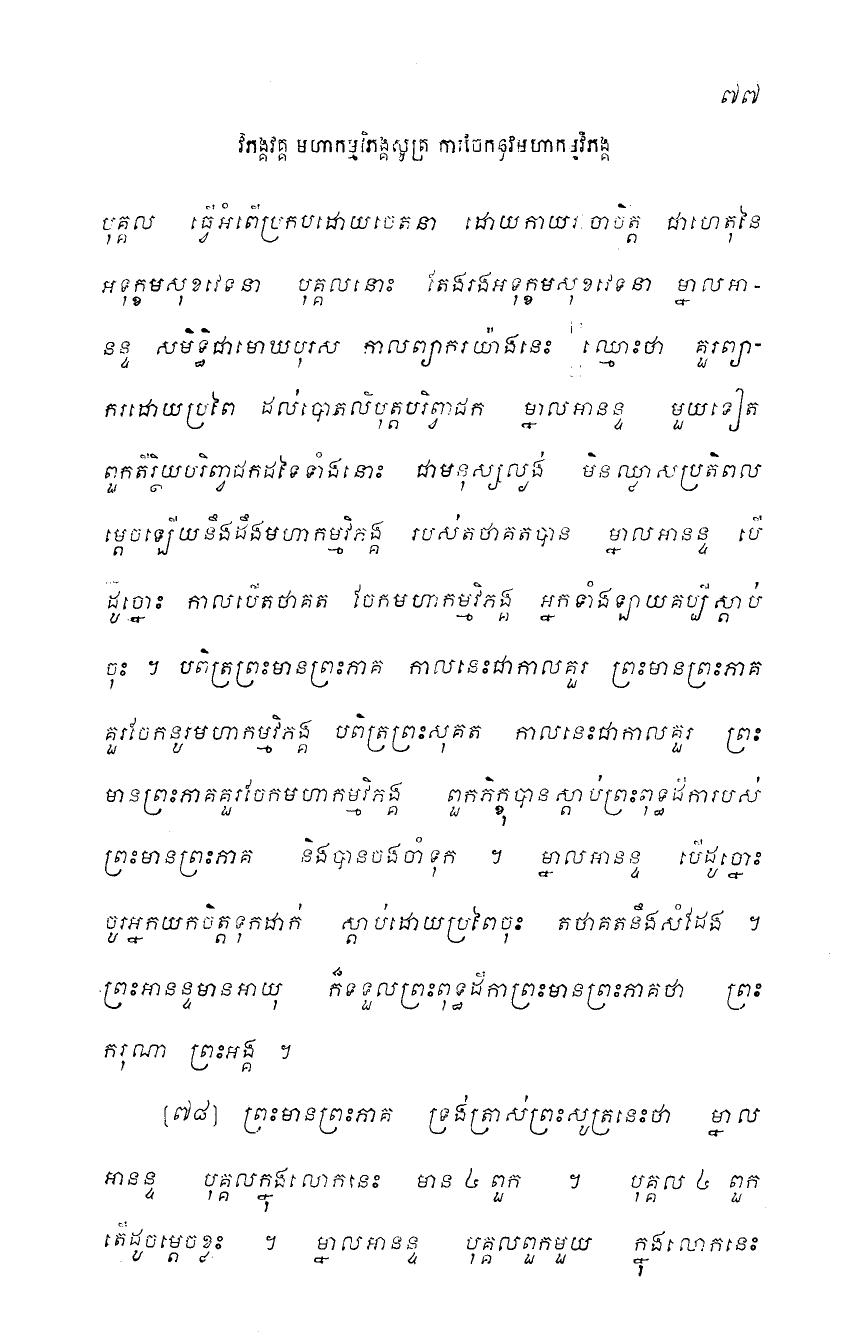 ៧៧
វិភង្គវគ្គ មហាកម្មវិភង្គសូត្រ ការចែកនូវមហាកម្មវិភង្គ
បុគ្គល ធ្វើអំពើប្រកបដោយចេតនា ដោយកាយវាចាចិត្ត ជាហេតុនៃ
អទុក្ខមសុខវេទនា បុគ្គលនោះ តែងរងអទុក្ខមសុខវេទនា ម្នាលអា-
នន្ទ សមិទ្ធិជាមោឃបុរស កាលព្យាករយ៉ាងនេះ ឈ្មោះថា គួរព្យា-
ករដោយប្រពៃ ដល់បោតលិបុត្តបរិព្វាជក ម្នាលអានន្ទ មួយទៀត
ពួកតិរ្ថិយបរិព្វាជកដទៃទាំងនោះ ជាមនុស្សល្ងង់ មិនឈ្លាសប្រតិពល
ម្តេចឡើយនឹងដឹងមហាកម្មវិភង្គ របស់តថាគតបាន ម្នាលអានន្ទ បើ
ដូច្នោះ កាលបើតថាគត ចែកមហាកម្មវិភង្គ អ្នកទាំងឡាយគប្បីស្តាប់
ចុះ ។ បពិត្រព្រះមានព្រះភាគ កាលនេះជាកាលគួរ ព្រះមានព្រះភាគ
គួរចែកនូវមហាកម្មវិភង្គ បពិត្រព្រះសុគត កាលនេះជាកាលគួរ ព្រះ
មានព្រះភាគគួរចែកមហាកម្មវិភង្គ ពួកភិក្ខុបានស្តាប់ព្រះពុទ្ធដីការបស់
ព្រះមានព្រះភាគ នឹងបានចងចាំទុក ។ ម្នាលអានន្ទ បើដូច្នោះ
ចូរអ្នកយកចិត្តទុកដាក់ ស្តាប់ដោយប្រពៃចុះ តថាគតនឹងសំដែង ។
ព្រះអានន្ទមានអាយុ ក៏ទទួលព្រះពុទ្ធដីកាព្រះមានព្រះភាគថា ព្រះ
ករុណា ព្រះអង្គ ។
[៧៨] ព្រះមានព្រះភាគ ទ្រង់ត្រាស់ព្រះសូត្រនេះថា ម្នាល
អានន្ទ បុគ្គលក្នុងលោកនេះ មាន ៤ ពួក ។ បុគ្គល ៤ ពួក
តើដូចម្តេចខ្លះ ។ ម្នាលអានន្ទ បុគ្គលពួកមួយ ក្នុងលោកនេះ